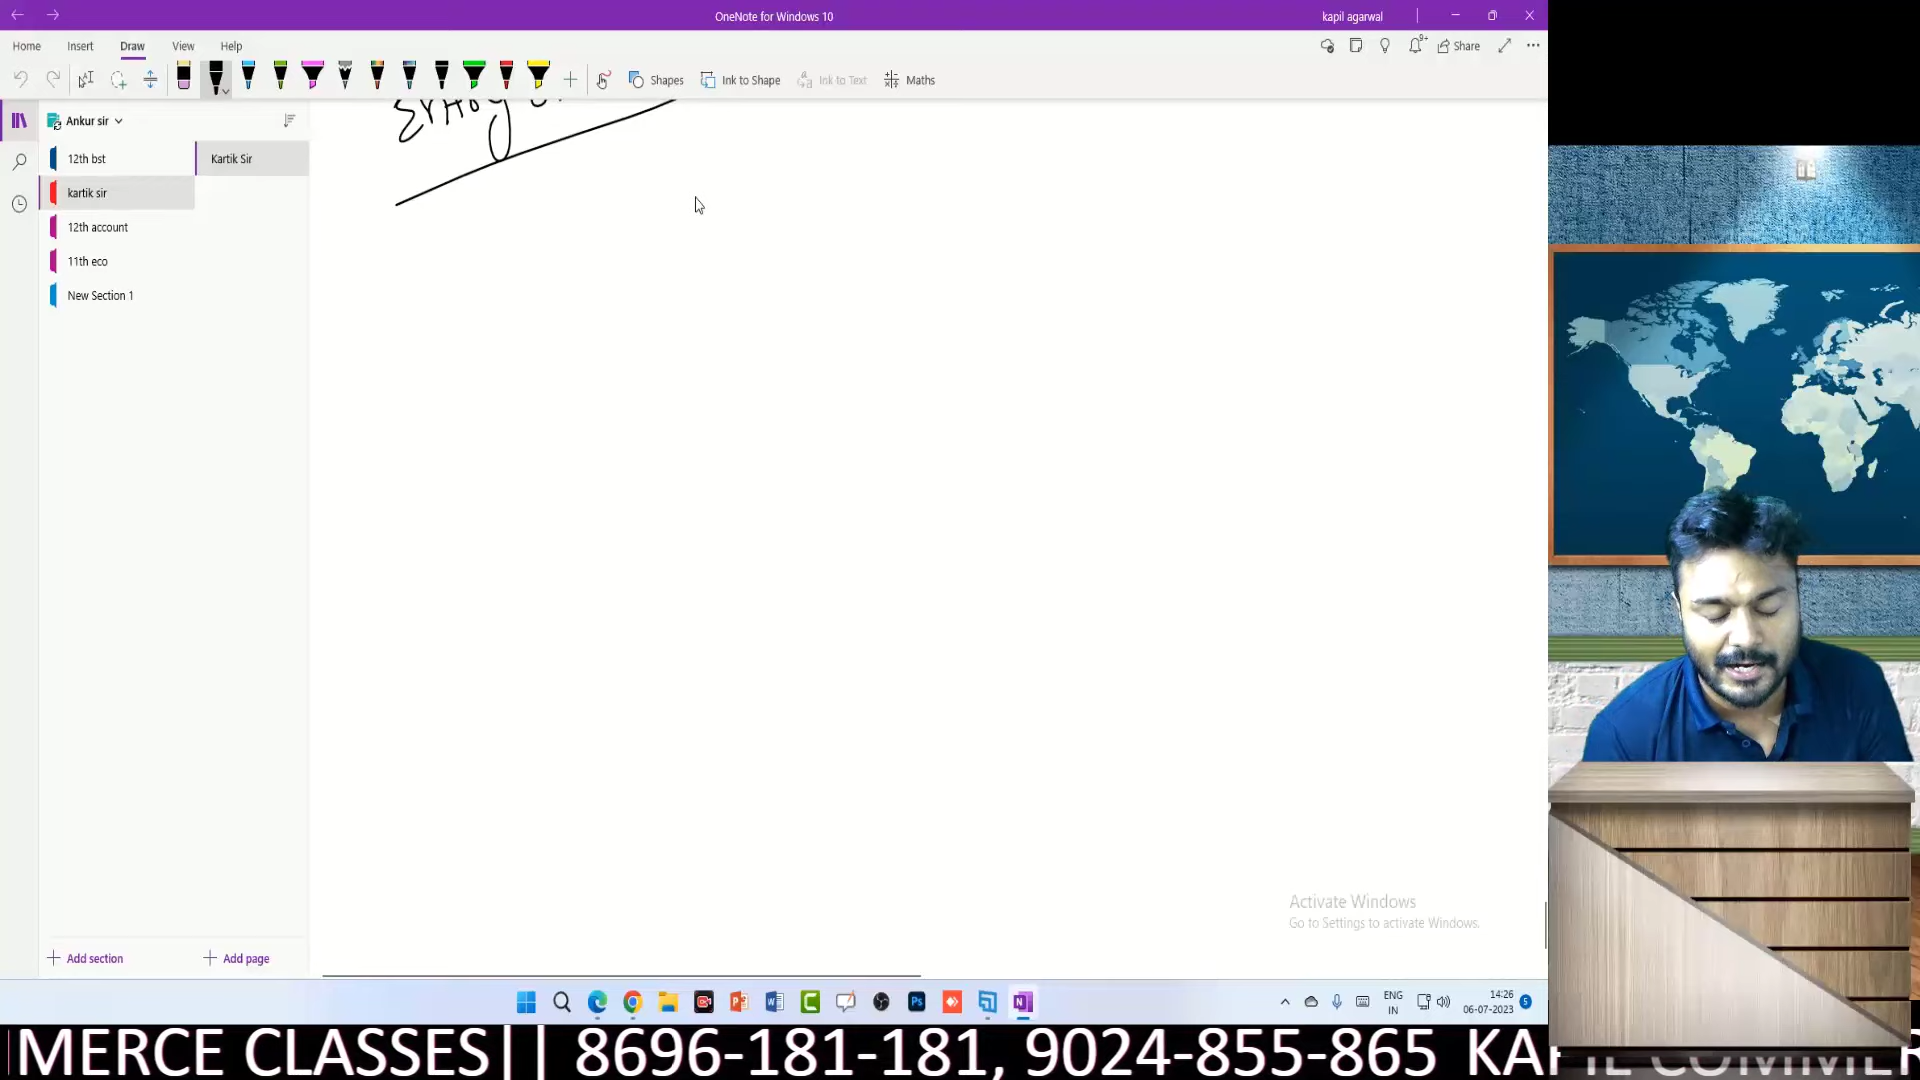 OneNote for Windows 10
kapil agarwal
Home Insert Draw View Help
9+ Share
Shapes Ink to Shape Ink to Text Maths
Ankur sir
12th bst
Kartik Sir
kartik sir
12th account
11th eco
New Section 1
Activate Windows
Go to Settings to activate Windows.
Add section Add page
ENG
IN
14:26
06-07-2023
5
MERCE CLASSES|| 8696-181-181, 9024-855-865